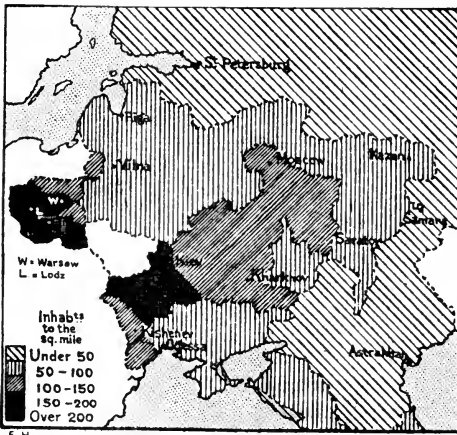 St Petersburg
Riga
Moscow
Kazan
Vilna
to
Samara
W
L
Saratov
W = Warsaw
L = Lodz
Kiev
Kharkov
Inhabts
to the
sq. mile
Kishenev
Odessa
Under 50
Astrakhan
50-100
100-150
150-200
Over 200